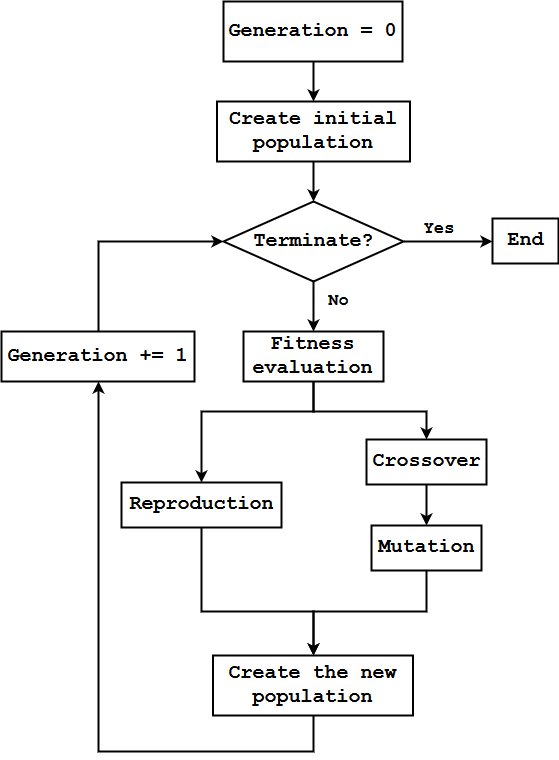 Generation = 0
Create initial
population
Terminate?
Yes
End
No
Generation += 1
Fitness
evaluation
Crossover
Reproduction
Mutation
Create the new
population